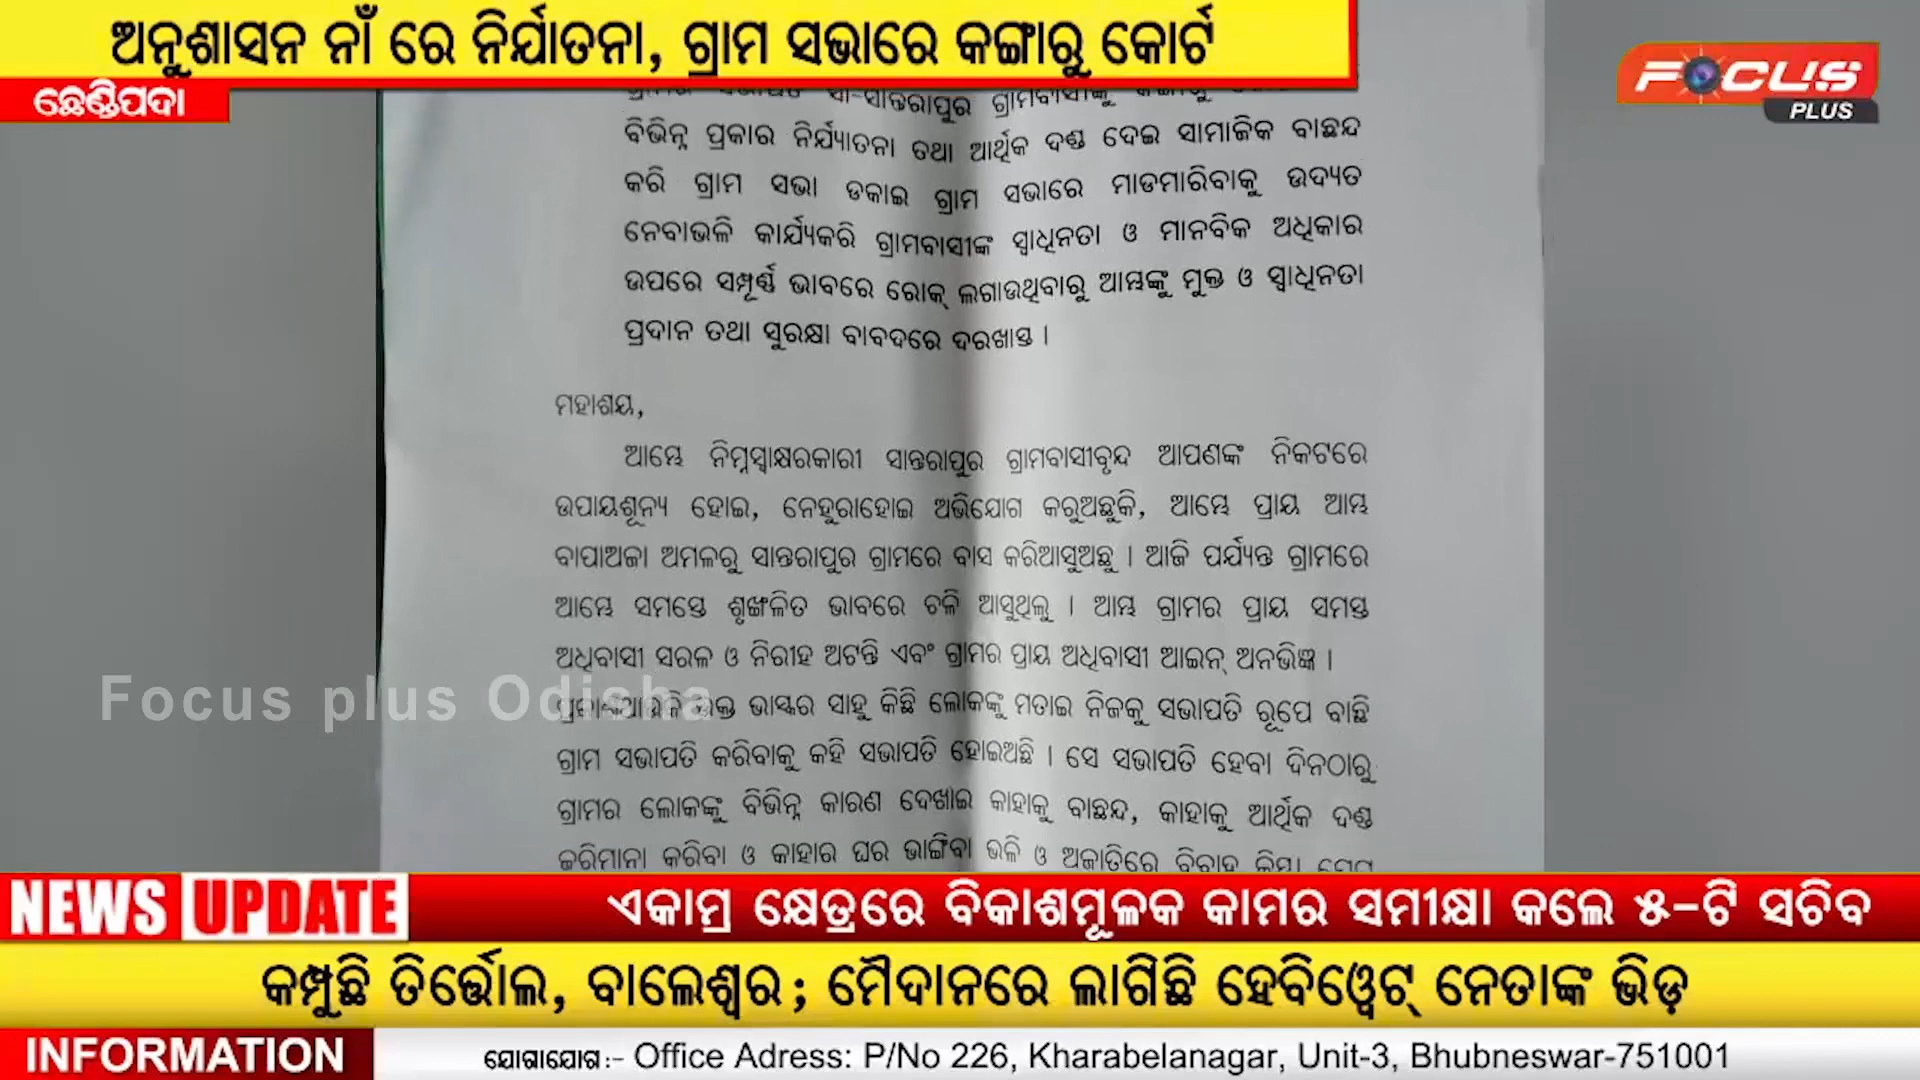 ଅନୁଶାସନ ନାଁ ରେ ନିର୍ଯାତନା, ଗ୍ରାମ ସଭାରେ କଙ୍ଗାରୁ କୋର୍ଟ
ଛେଣ୍ଡିପଦା
FOCUS
PLUS
ସା-ସାନ୍ତରାପୁର ଗ୍ରାମବାସୀଙ୍କୁ
ବିଭିନ୍ନ ପ୍ରକାର ନିର୍ଯ୍ୟାତନା ତଥା ଆର୍ଥିକ ଦଣ୍ଡ ଦେଇ ସାମାଜିକ ବାଛନ୍ଦ
କରି ଗ୍ରାମ ସଭା ଡକାଇ ଗ୍ରାମ ସଭାରେ ମାଡମାରିବାକୁ ଉଦ୍ୟତ
ନେବାଭଳି କାର୍ଯ୍ୟକରି ଗ୍ରାମବାସୀଙ୍କ ସ୍ୱାଧିନତା ଓ ମାନବିକ ଅଧିକାର
ଉପରେ ସମ୍ପୂର୍ଣ୍ଣ ଭାବରେ ରୋକ୍ ଲଗାଉଥିବାରୁ ଆମ୍ଭଙ୍କୁ ମୁକ୍ତ ଓ ସ୍ୱାଧିନତା
ପ୍ରଦାନ ତଥା ସୁରକ୍ଷା ବାବଦରେ ଦରଖାସ୍ତ ।
ମହାଶୟ,
ଆମ୍ଭେ ନିମ୍ନସ୍ୱାକ୍ଷରକାରୀ ସାନ୍ତରାପୁର ଗ୍ରାମବାସୀବୃନ୍ଦ ଆପଣଙ୍କ ନିକଟରେ
ଉପାୟଶୂନ୍ୟ ହୋଇ, ନେହୁରାହୋଇ ଅଭିଯୋଗ କରୁଅଛୁକି, ଆମ୍ଭେ ପ୍ରାୟ ଆମ୍ଭ
ବାପାଅଜା ଅମଳରୁ ସାନ୍ତରାପୁର ଗ୍ରାମରେ ବାସ କରିଆସୁଅଛୁ । ଆଜି ପର୍ଯ୍ୟନ୍ତ ଗ୍ରାମରେ
ଆମ୍ଭେ ସମସ୍ତେ ଶୃଙ୍ଖଳିତ ଭାବରେ ଚଳି ଆସୁଥିଲୁ । ଆମ୍ଭ ଗ୍ରାମର ପ୍ରାୟ ସମସ୍ତ
ଅଧିବାସୀ ସରଳ ଓ ନିରୀହ ଅଟନ୍ତି ଏବଂ ଗ୍ରାମର ପ୍ରାୟ ଅଧିବାସୀ ଆଇନ୍ ଅନଭିଜ୍ଞ ।
Focus plus Odisha
ଭାସ୍କର ସାହୁ କିଛି ଲୋକଙ୍କୁ ମତାଇ ନିଜକୁ ସଭାପତି ରୂପେ ବାଛି
ଗ୍ରାମ ସଭାପତି କରିବାକୁ କହି ସଭାପତି ହୋଇଅଛି । ସେ ସଭାପତି ହେବା ଦିନଠାରୁ
ଗ୍ରାମର ଲୋକଙ୍କୁ ବିଭିନ୍ନ କାରଣ ଦେଖାଇ କାହାକୁ ବାଛନ୍ଦ, କାହାକୁ ଆର୍ଥିକ ଦଣ୍ଡ
ଜରିମାନା କରିବା ଓ କାହାର ଘର ଭାଙ୍ଗିବା ଭଳି ଓ ଅଜାତିରେ ବିବାହ
NEWS UPDATE
ଏକାମ୍ର କ୍ଷେତ୍ରରେ ବିକାଶମୂଳକ କାମର ସମୀକ୍ଷା କଲେ ୫-ଟି ସଚିବ
କମ୍ପୁଛି ତିର୍ତ୍ତୋଲ, ବାଲେଶ୍ୱର; ମୈଦାନରେ ଲାଗିଛି ହେବିୱେଟ୍ ନେତାଙ୍କ ଭିଡ଼
INFORMATION
ଯୋଗାଯୋଗ:- Office Adress: P/No 226, Kharabelanagar, Unit-3, Bhubneswar-751001